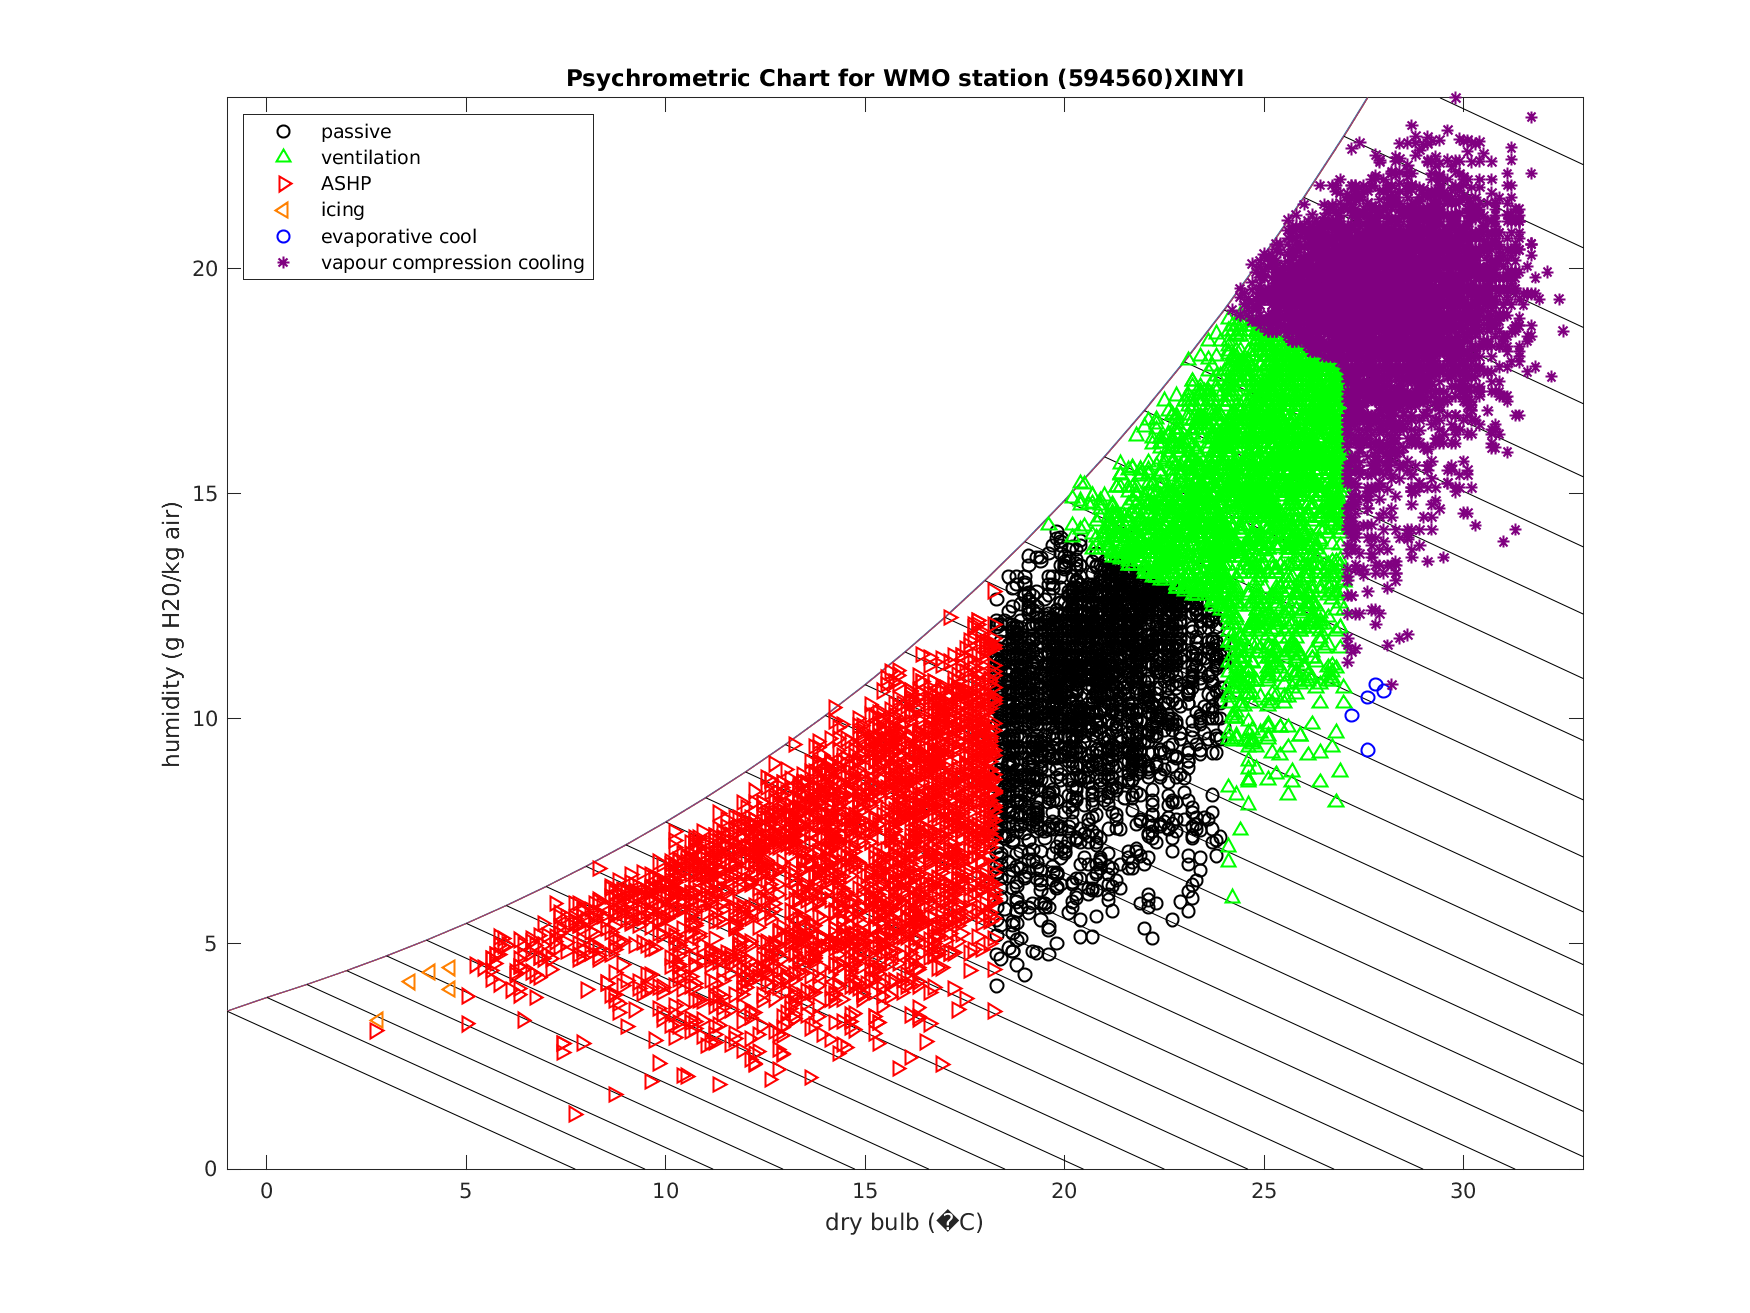 Psychrometric Chart for WMO station (594560)XINYI
passive
ventilation
ASHP
icing
evaporative cool
vapour compression cooling
humidity (g H20/kg air)
20
15
10
5
0
0 5 10 15 20 25 30
dry bulb (�C)